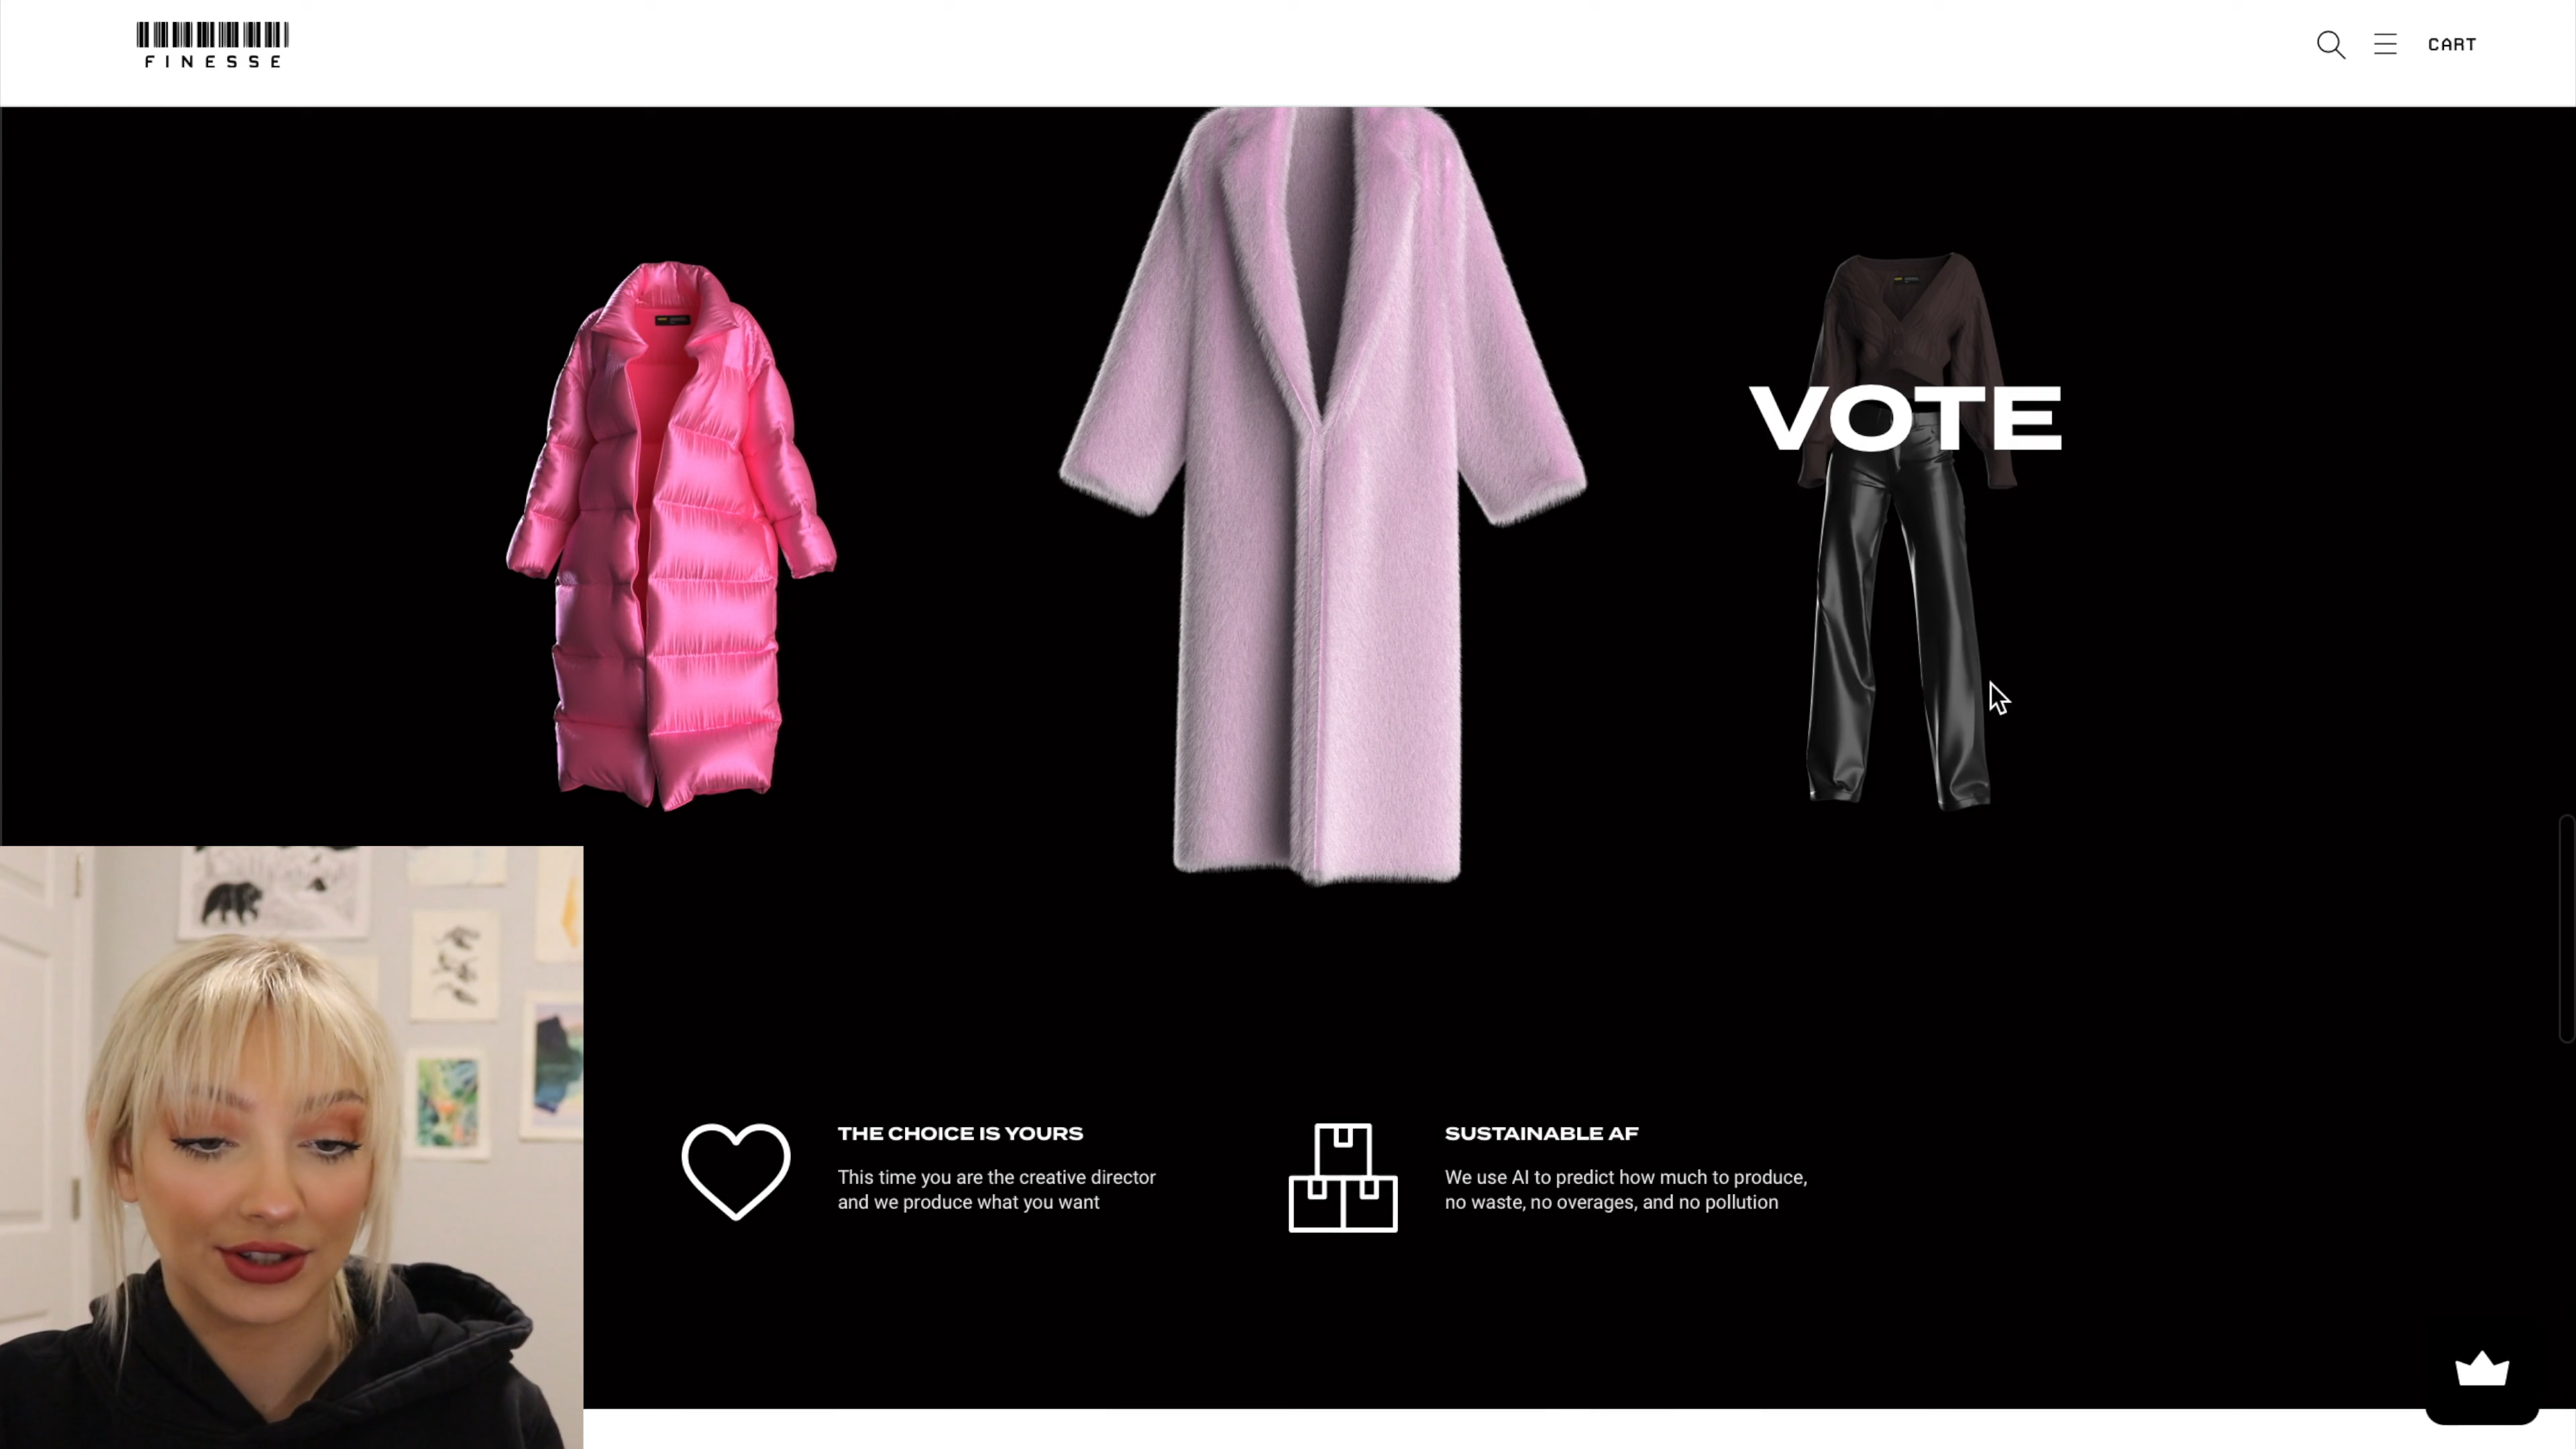 FINESSE
CART
VOTE
THE CHOICE IS YOURS
This time you are the creative director
and we produce what you want
SUSTAINABLE AF
We use AI to predict how much to produce,
no waste, no overages, and no pollution